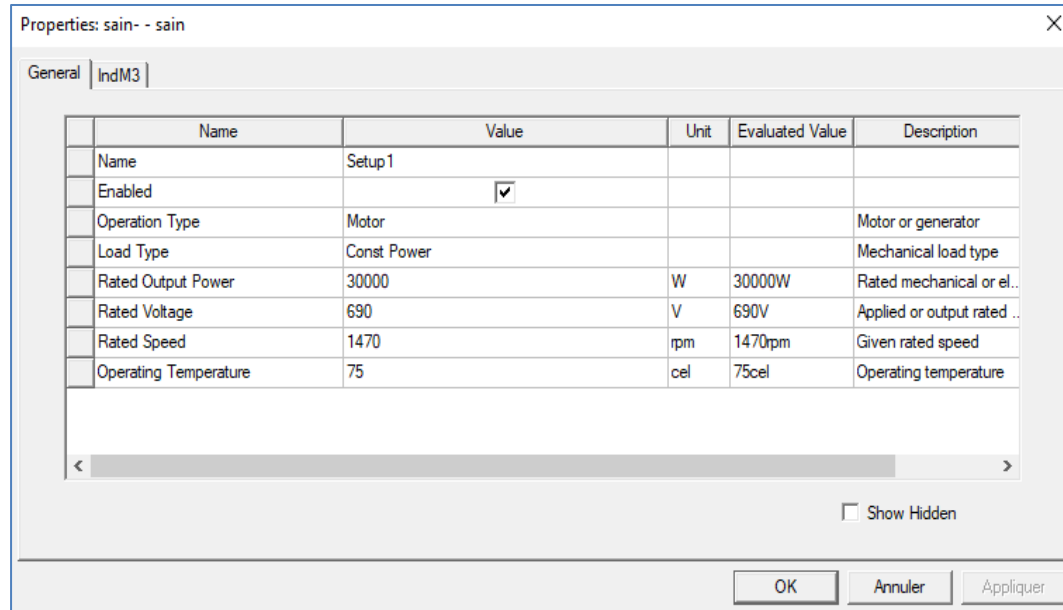 Properties: sain- - sain
General IndM3
Name Value Unit Evaluated Value Description
Name Setup1
Enabled
Operation Type Motor Motor or generator
Load Type Const Power Mechanical load type
Rated Output Power 30000 W 30000W Rated mechanical or el...
Rated Voltage 690 V 690V Applied or output rated ...
Rated Speed 1470 rpm 1470rpm Given rated speed
Operating Temperature 75 cel 75cel Operating temperature
Show Hidden
OK Annuler Appliquer